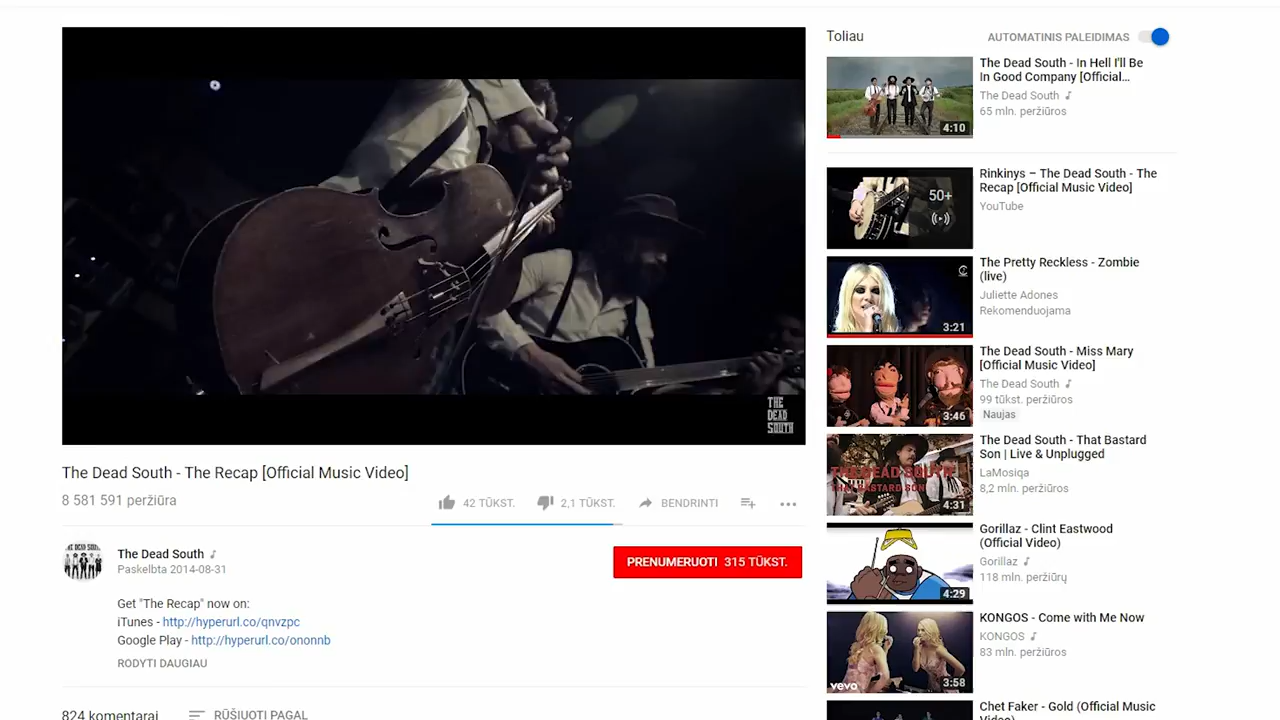 THE
DEAD
SOUTH
The Dead South - The Recap [Official Music Video]
8 581 591 peržiūra
42 TŪKST.
2,1 TŪKST.
BENDRINTI
The Dead South
Paskelbta 2014-08-31
PRENUMERUOTI 315 TŪKST.
Get "The Recap" now on:
iTunes - http://hyperurl.co/qnvzpc
Google Play - http://hyperurl.co/ononnb
RODYTI DAUGIAU
824 komentarai
RŪŠIUOTI PAGAL
Toliau
AUTOMATINIS PALEIDIMAS
4:10
The Dead South - In Hell I'll Be
In Good Company [Official...
The Dead South
65 mln. peržiūros
50+
Rinkinys – The Dead South - The
Recap [Official Music Video]
YouTube
3:21
The Pretty Reckless - Zombie
(live)
Juliette Adones
Rekomenduojama
3:46
The Dead South - Miss Mary
[Official Music Video]
The Dead South
99 tūkst. peržiūros
Naujas
THE DEAD SOUTH
THAT BASTARD SON
4:31
The Dead South - That Bastard
Son | Live & Unplugged
LaMosiqa
8,2 mln. peržiūros
4:29
Gorillaz - Clint Eastwood
(Official Video)
Gorillaz
118 mln. peržiūrų
vevo
3:58
KONGOS - Come with Me Now
KONGOS
83 mln. peržiūros
Chet Faker - Gold (Official Music
Video)